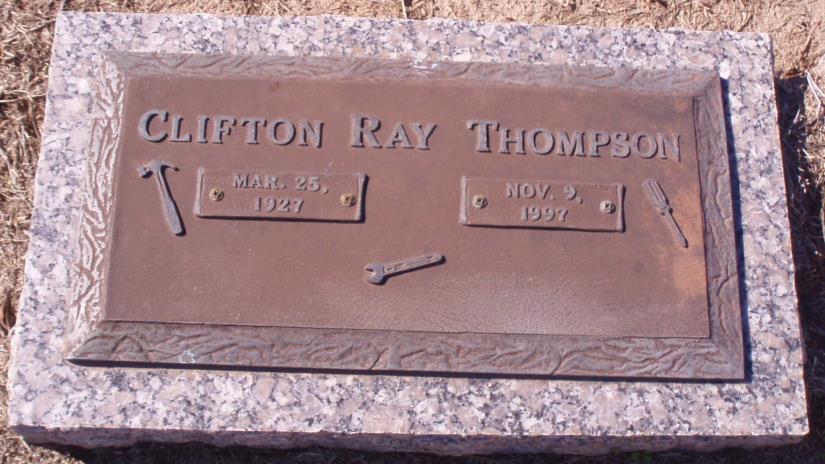 CLIFTON RAY THOMPSON
MAR. 25,
1927
NOV. 9,
1997